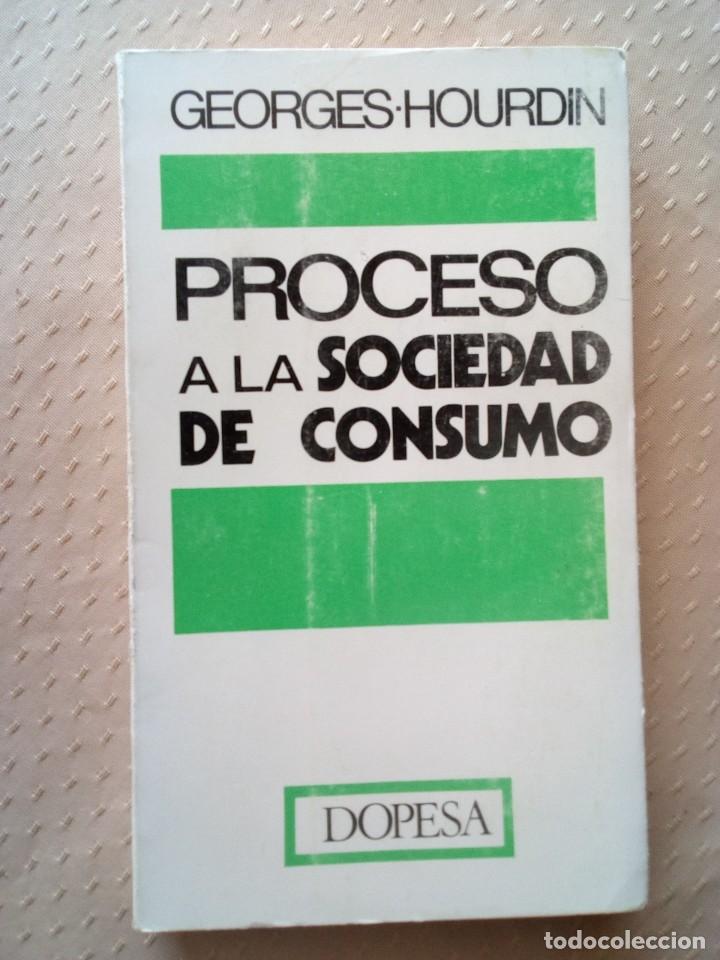 GEORGES·HOURDIN
PROCESO
A LA SOCIEDAD
DE CONSUMO
DOPESA
todocoleccion